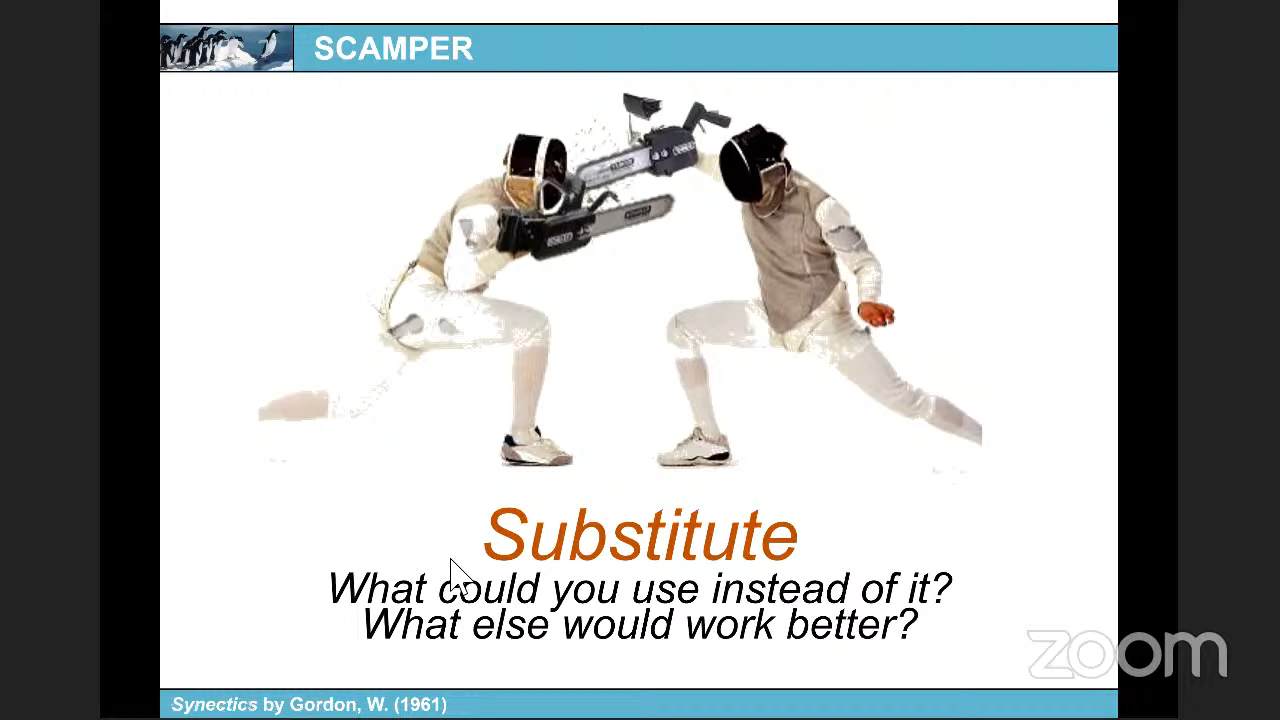 SCAMPER
Substitute
What could you use instead of it?
What else would work better?
zoom
Synectics by Gordon, W. (1961)